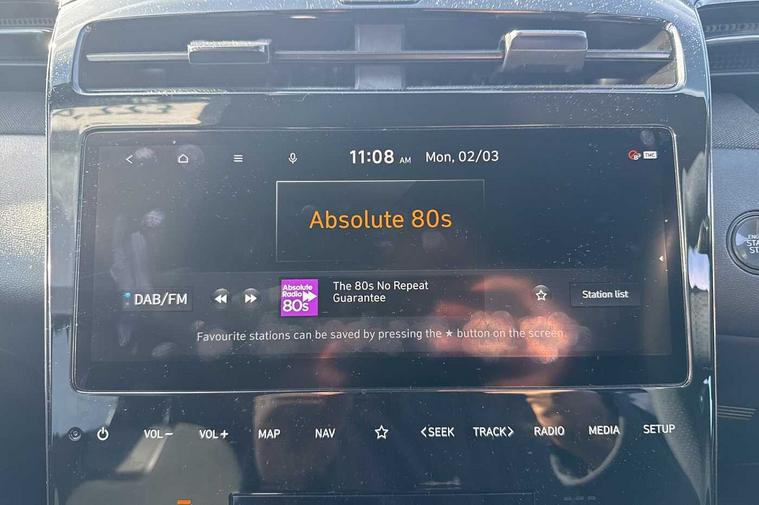 11:08 AM Mon, 02/03 TMC
Absolute 80s
DAB/FM
Absolute
Radio
80s
The 80s No Repeat
Guarantee
Station list
Favourite stations can be saved by pressing the ★ button on the screen.
VOL− VOL+ MAP NAV <SEEK TRACK> RADIO MEDIA SETUP